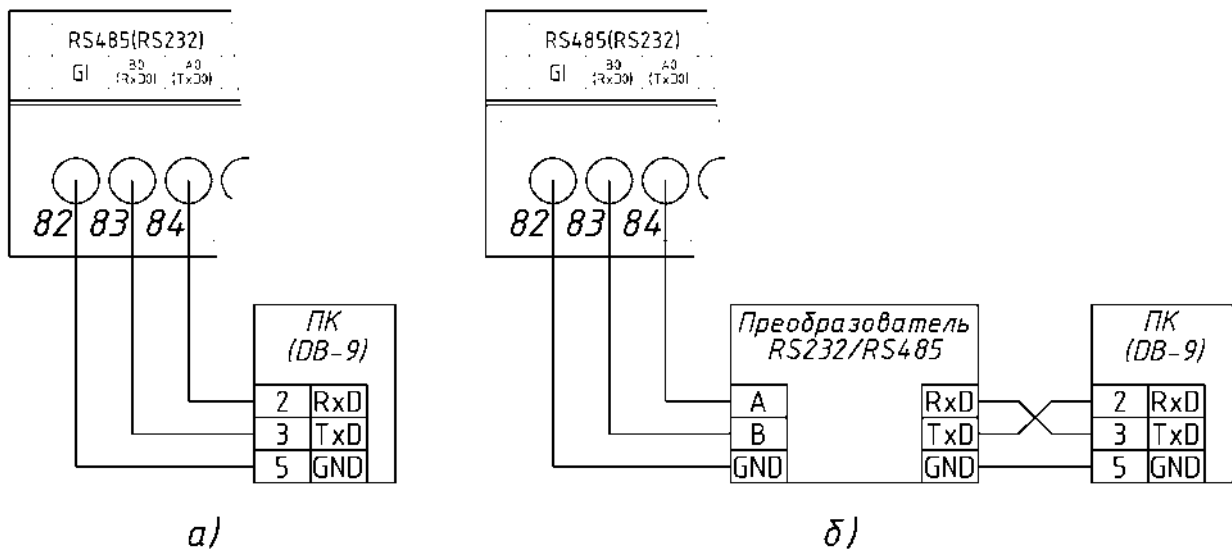 RS485(RS232)
GI B0 (RxD0) A0 (TxD0)
82 83 84
ПК
(DB-9)
2 RxD
3 TxD
5 GND
а)
RS485(RS232)
GI B0 (RxD0) A0 (TxD0)
82 83 84
Преобразователь
RS232/RS485
A RxD
B TxD
GND GND
ПК
(DB-9)
2 RxD
3 TxD
5 GND
б)